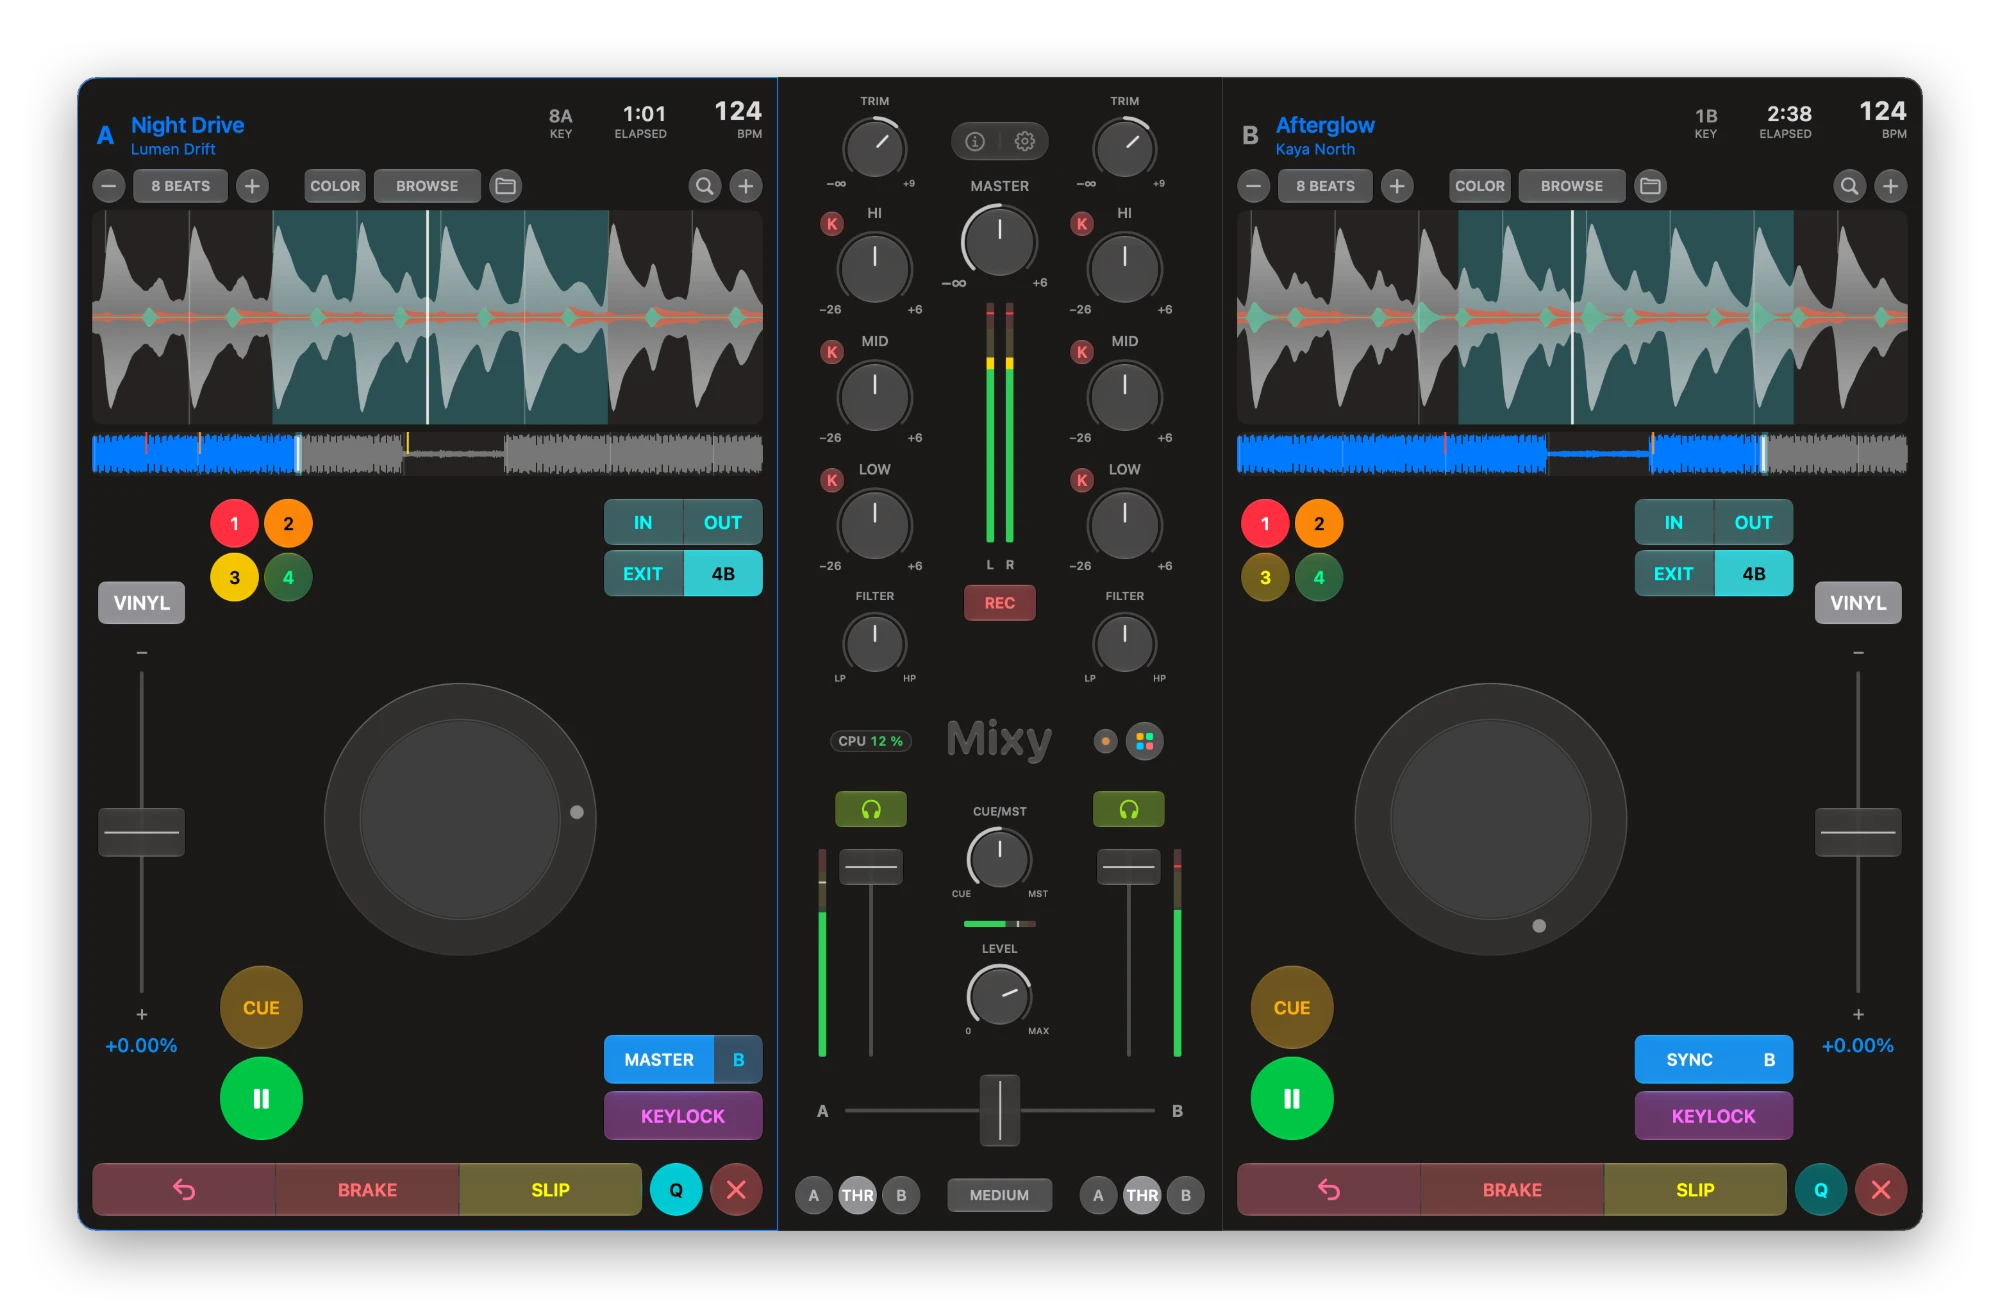 A
Night Drive
Lumen Drift
8A
KEY
1:01
ELAPSED
124
BPM
− 8 BEATS +
COLOR
BROWSE
+
1 2
3 4
IN OUT
EXIT 4B
VINYL
−
+
+0.00%
CUE
MASTER B
KEYLOCK
BRAKE
SLIP
Q
TRIM
−∞ +9
K
HI
−26 +6
K
MID
−26 +6
K
LOW
−26 +6
FILTER
LP HP
CPU 12 %
MASTER
−∞ +6
L R
REC
Mixy
CUE/MST
CUE MST
LEVEL
0 MAX
A B
A THR B
MEDIUM
A THR B
TRIM
−∞ +9
K
HI
−26 +6
K
MID
−26 +6
K
LOW
−26 +6
FILTER
LP HP
B
Afterglow
Kaya North
1B
KEY
2:38
ELAPSED
124
BPM
− 8 BEATS +
COLOR
BROWSE
+
1 2
3 4
IN OUT
EXIT 4B
VINYL
−
+
+0.00%
CUE
SYNC B
KEYLOCK
BRAKE
SLIP
Q